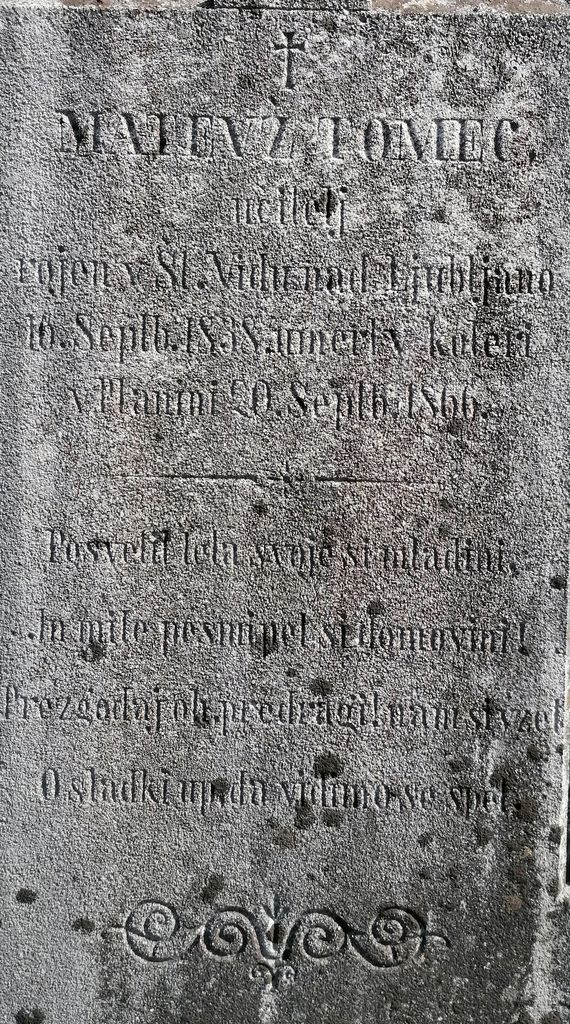 MATEVŽ TOMEC,
učitelj
rojen v Št. Vidu nad Ljubljano
16. Septb. 1838. umerl v koleri
v Planini 20. Septb. 1866.
Posvetil leta svoje si mladini,
In mile pesmi pel si domovini!
Prezgodaj oh, predragi! nam si vzet
O sladki up, da vidimo se spet.